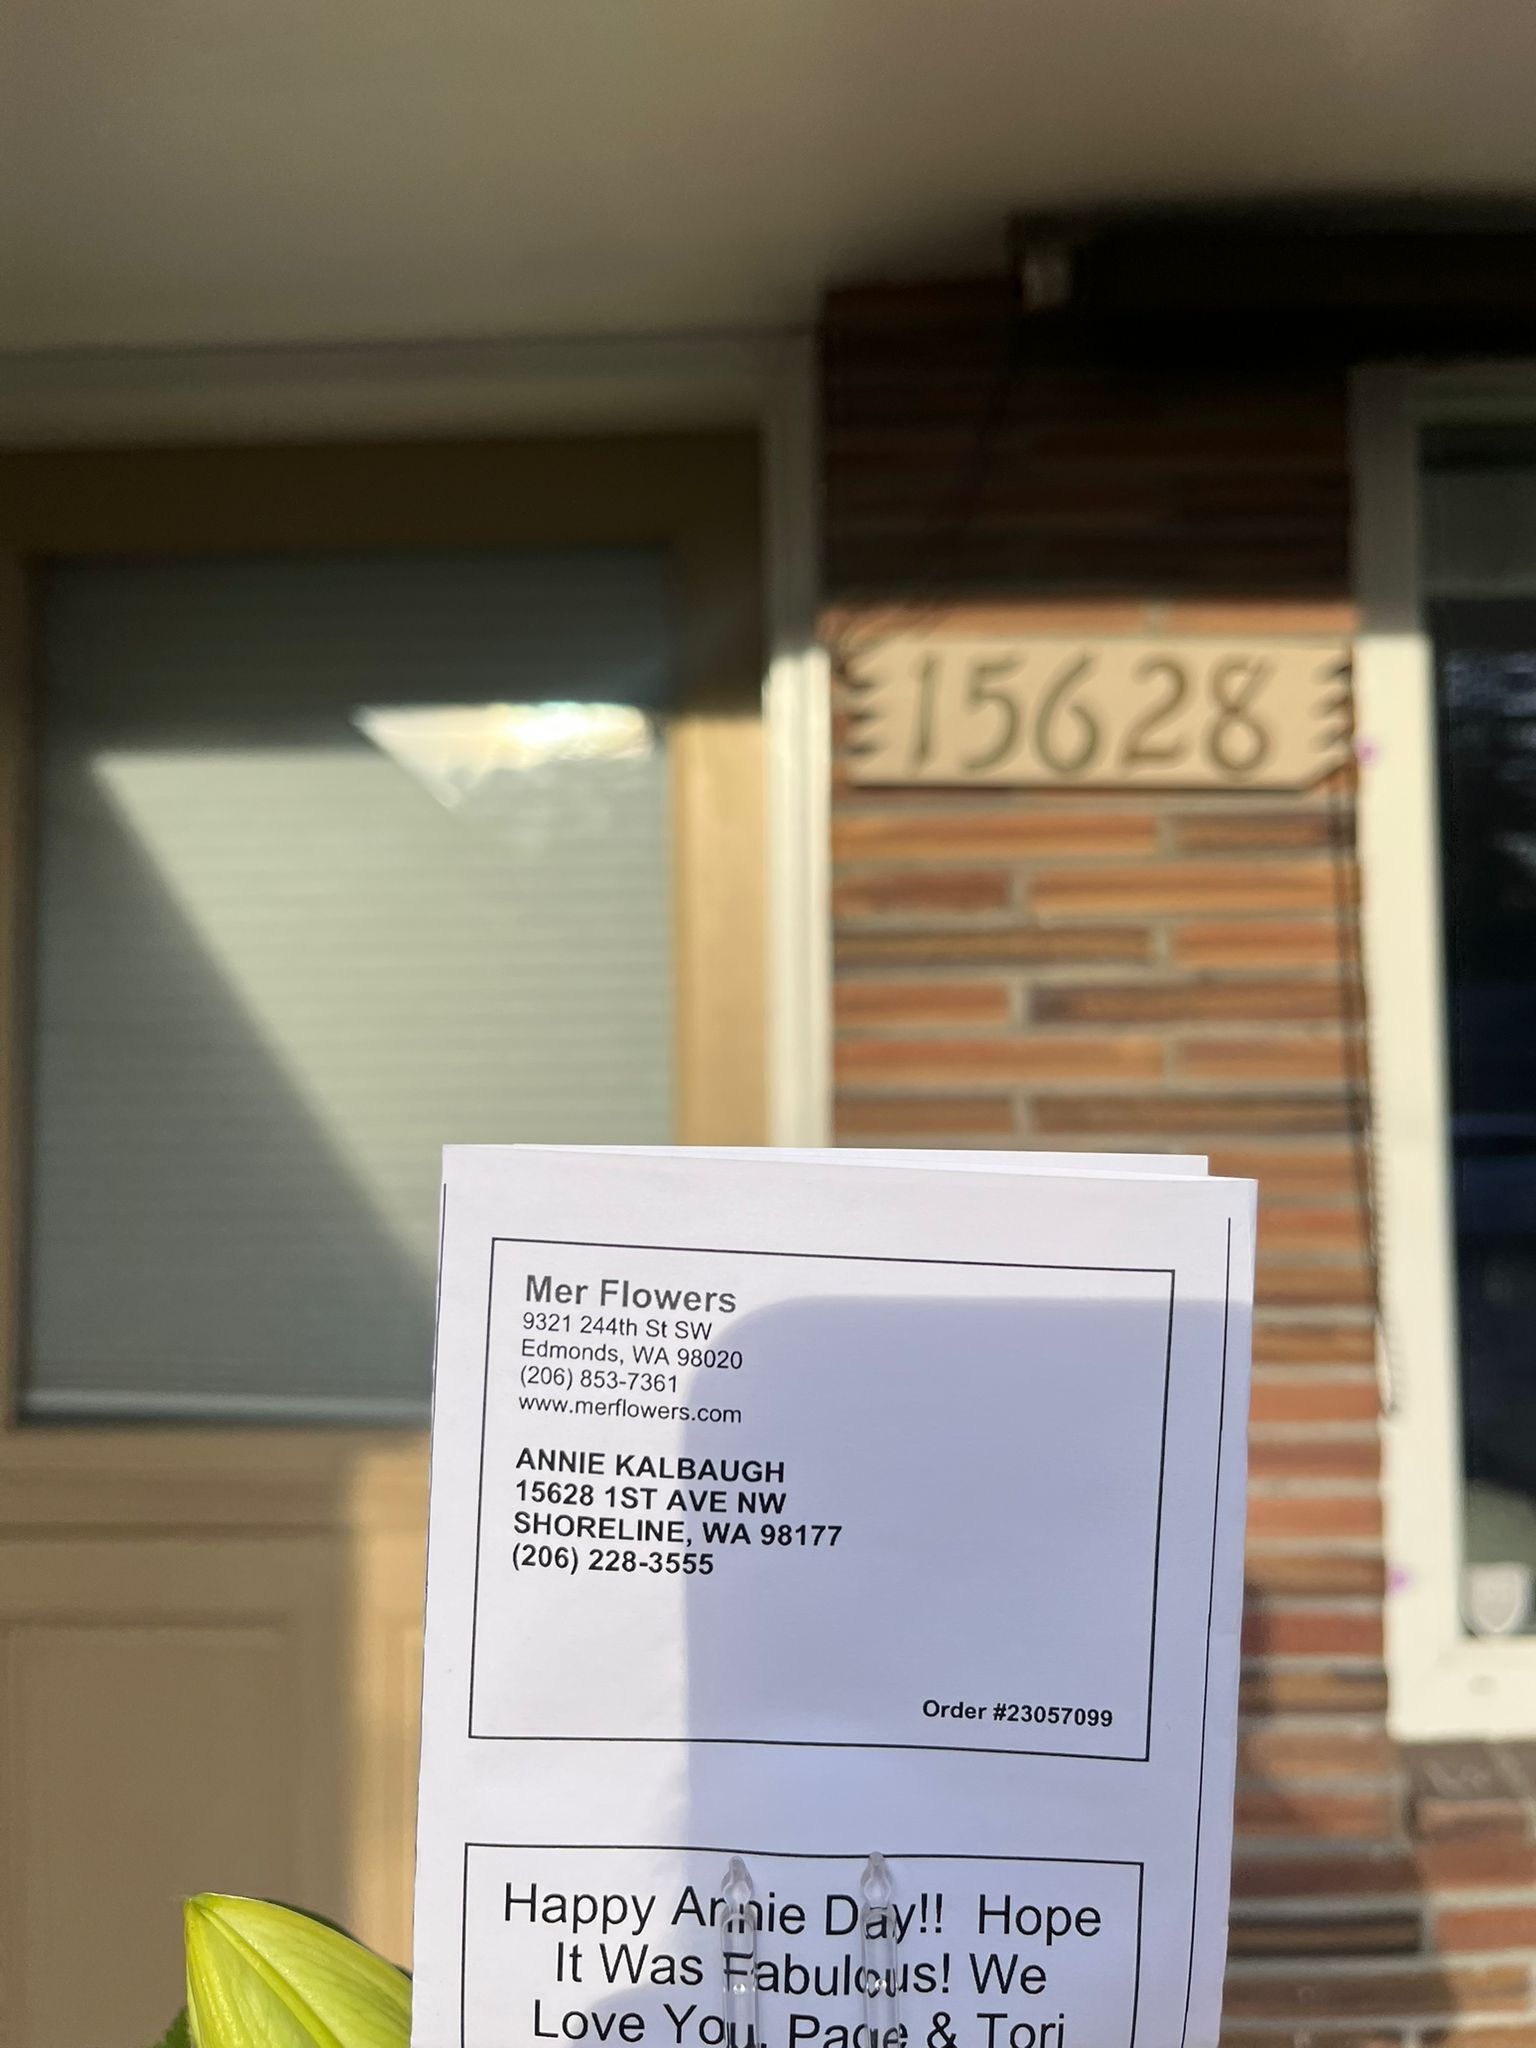 15628
Mer Flowers
9321 244th St SW
Edmonds, WA 98020
(206) 853-7361
www.merflowers.com
ANNIE KALBAUGH
15628 1ST AVE NW
SHORELINE, WA 98177
(206) 228-3555
Order #23057099
Happy Annie Day!! Hope
It Was Fabulous! We
Love You. Page & Tori